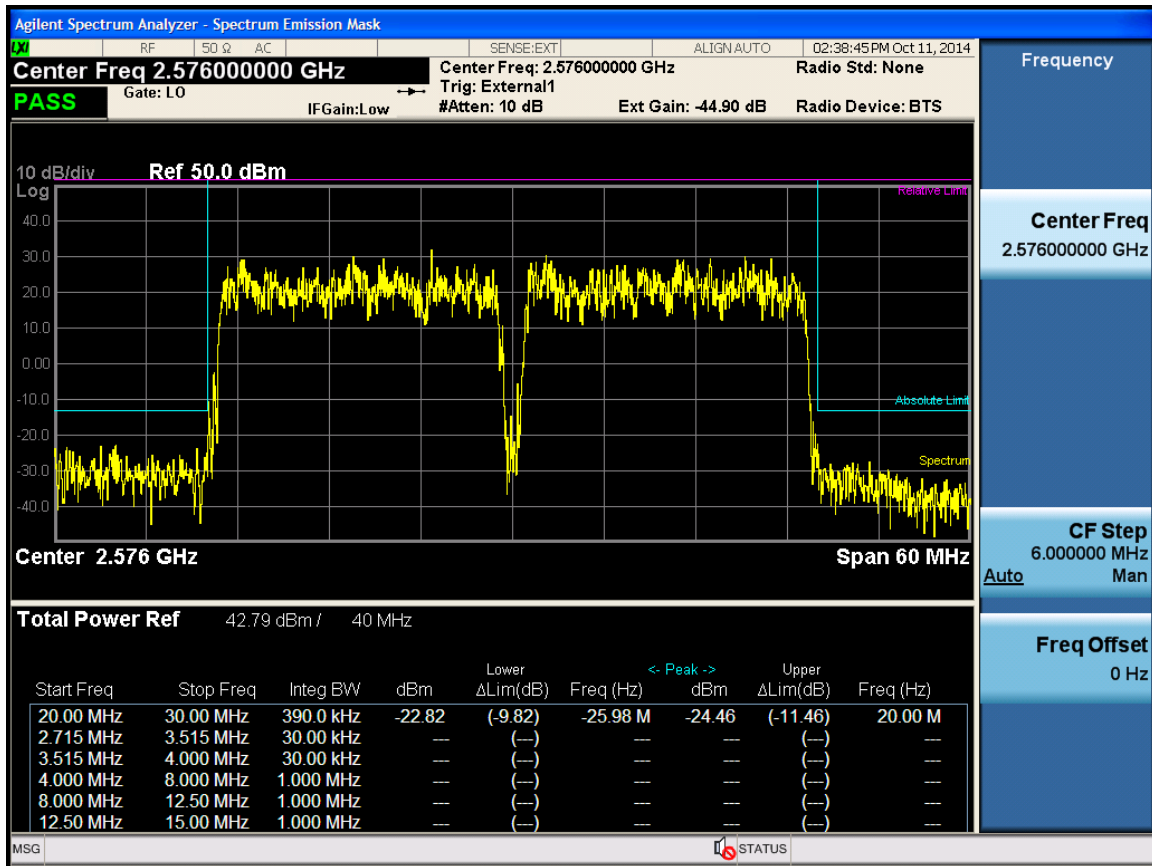 Agilent Spectrum Analyzer - Spectrum Emission Mask
LXI RF 50 Ω AC SENSE:EXT ALIGN AUTO 02:38:45 PM Oct 11, 2014
Center Freq 2.576000000 GHz Center Freq: 2.576000000 GHz Radio Std: None
Gate: LO Trig: External1
PASS IFGain:Low #Atten: 10 dB Ext Gain: -44.90 dB Radio Device: BTS
10 dB/div Ref 50.0 dBm
Log
Relative Limit
40.0
30.0
20.0
10.0
0.00
-10.0
Absolute Limit
-20.0
Spectrum
-30.0
-40.0
Center 2.576 GHz Span 60 MHz
Total Power Ref 42.79 dBm / 40 MHz
Lower <- Peak -> Upper
Start Freq Stop Freq Integ BW dBm ΔLim(dB) Freq (Hz) dBm ΔLim(dB) Freq (Hz)
20.00 MHz 30.00 MHz 390.0 kHz -22.82 (-9.82) -25.98 M -24.46 (-11.46) 20.00 M
2.715 MHz 3.515 MHz 30.00 kHz --- (---) --- --- (---) ---
3.515 MHz 4.000 MHz 30.00 kHz --- (---) --- --- (---) ---
4.000 MHz 8.000 MHz 1.000 MHz --- (---) --- --- (---) ---
8.000 MHz 12.50 MHz 1.000 MHz --- (---) --- --- (---) ---
12.50 MHz 15.00 MHz 1.000 MHz --- (---) --- --- (---) ---
MSG STATUS
Frequency
Center Freq
2.576000000 GHz
CF Step
6.000000 MHz
Auto Man
Freq Offset
0 Hz